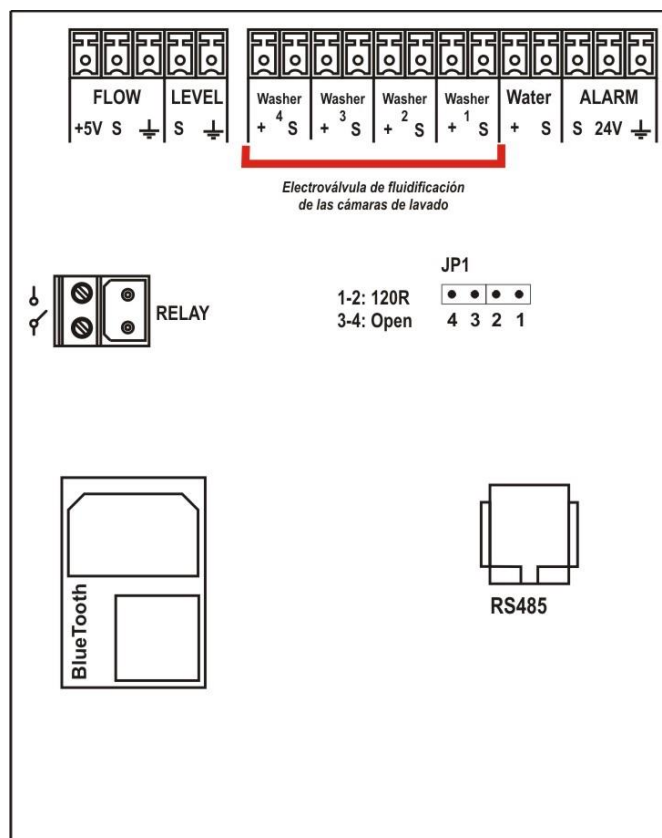 FLOW LEVEL Washer 4 Washer 3 Washer 2 Washer 1 Water ALARM
+5V S S + S + S + S + S + S S 24V
Electroválvula de fluidificación
de las cámaras de lavado
JP1
1-2: 120R
3-4: Open
4 3 2 1
RELAY
BlueTooth
RS485